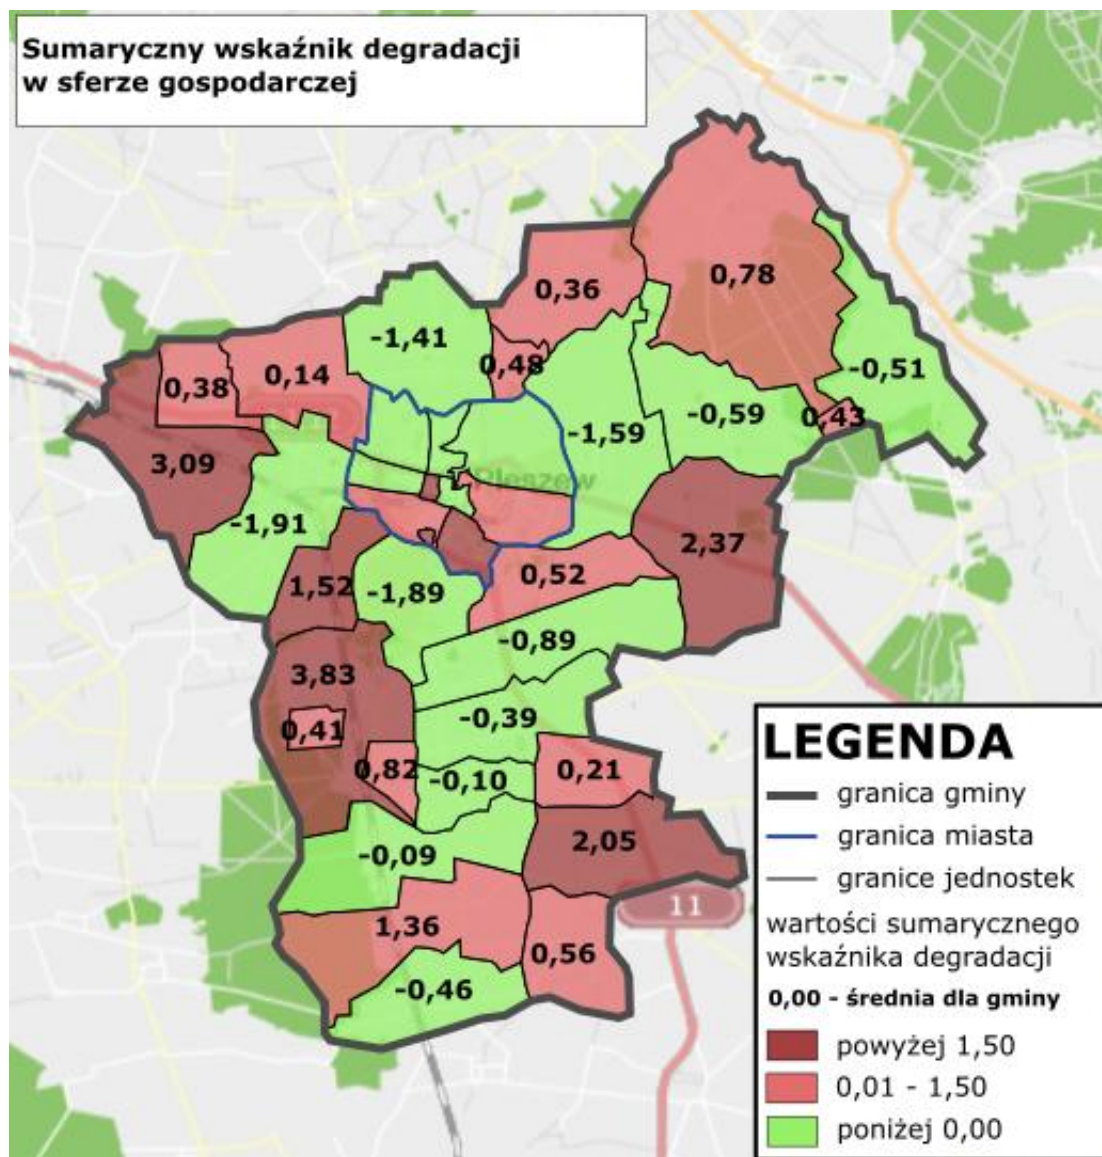 Sumaryczny wskaźnik degradacji
w sferze gospodarczej
0,78
0,36
-1,41
0,48
-0,51
0,14
0,38
0,43
-0,59
-1,59
3,09
Pleszew
-1,91
2,37
0,52
1,52
-1,89
-0,89
3,83
-0,39
0,41
0,82
-0,10
0,21
2,05
-0,09
11
1,36
0,56
-0,46
LEGENDA
granica gminy
granica miasta
granice jednostek
wartości sumarycznego
wskaźnika degradacji
0,00 - średnia dla gminy
powyżej 1,50
0,01 - 1,50
poniżej 0,00